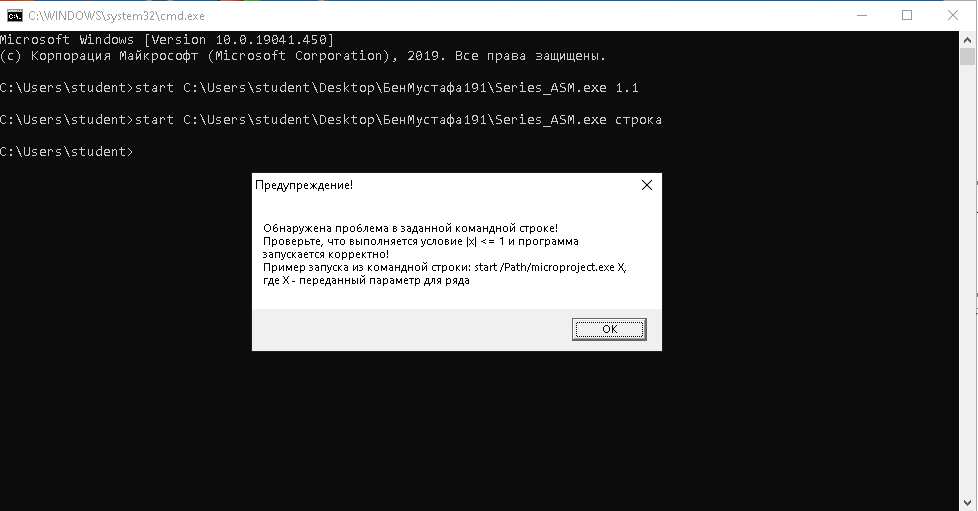 C:\WINDOWS\system32\cmd.exe
Microsoft Windows [Version 10.0.19041.450]
(c) Корпорация Майкрософт (Microsoft Corporation), 2019. Все права защищены.
C:\Users\student>start C:\Users\student\Desktop\БенМустафа191\Series_ASM.exe 1.1
C:\Users\student>start C:\Users\student\Desktop\БенМустафа191\Series_ASM.exe строка
C:\Users\student>
Предупреждение!
Обнаружена проблема в заданной командной строке!
Проверьте, что выполняется условие |x| <= 1 и программа
запускается корректно!
Пример запуска из командной строки: start /Path/microproject.exe X,
где X - переданный параметр для ряда
OK